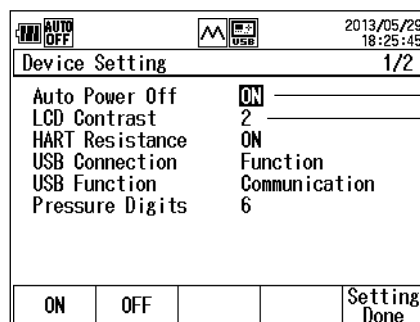 AUTO OFF USB 2013/05/29
18:25:45
Device Setting 1/2
Auto Power Off ON
LCD Contrast 2
HART Resistance ON
USB Connection Function
USB Function Communication
Pressure Digits 6
ON OFF Setting Done